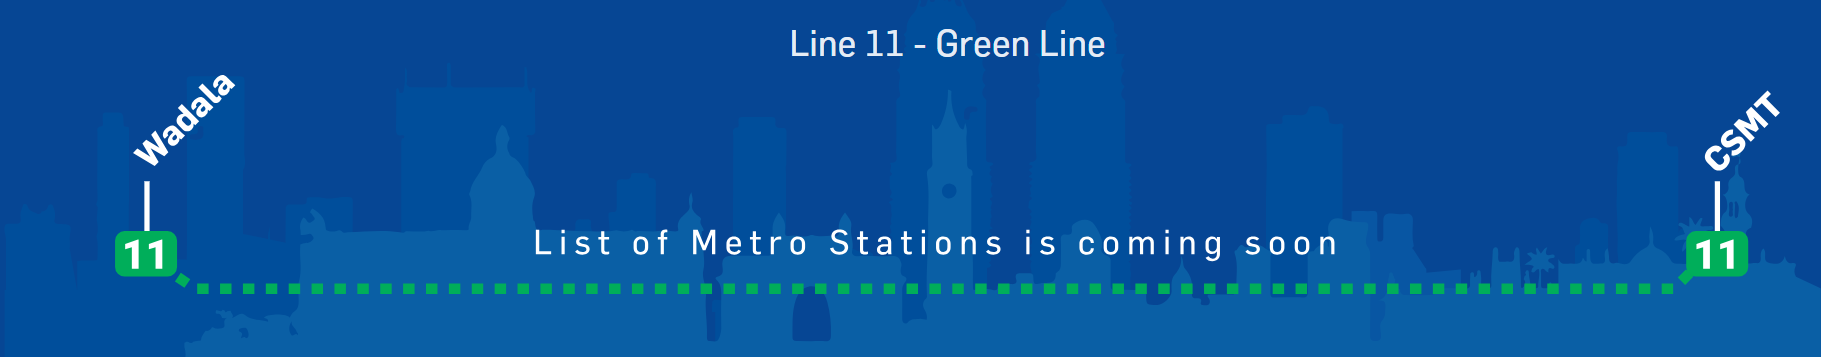 Line 11 - Green Line
Wadala
CSMT
List of Metro Stations is coming soon
11
11